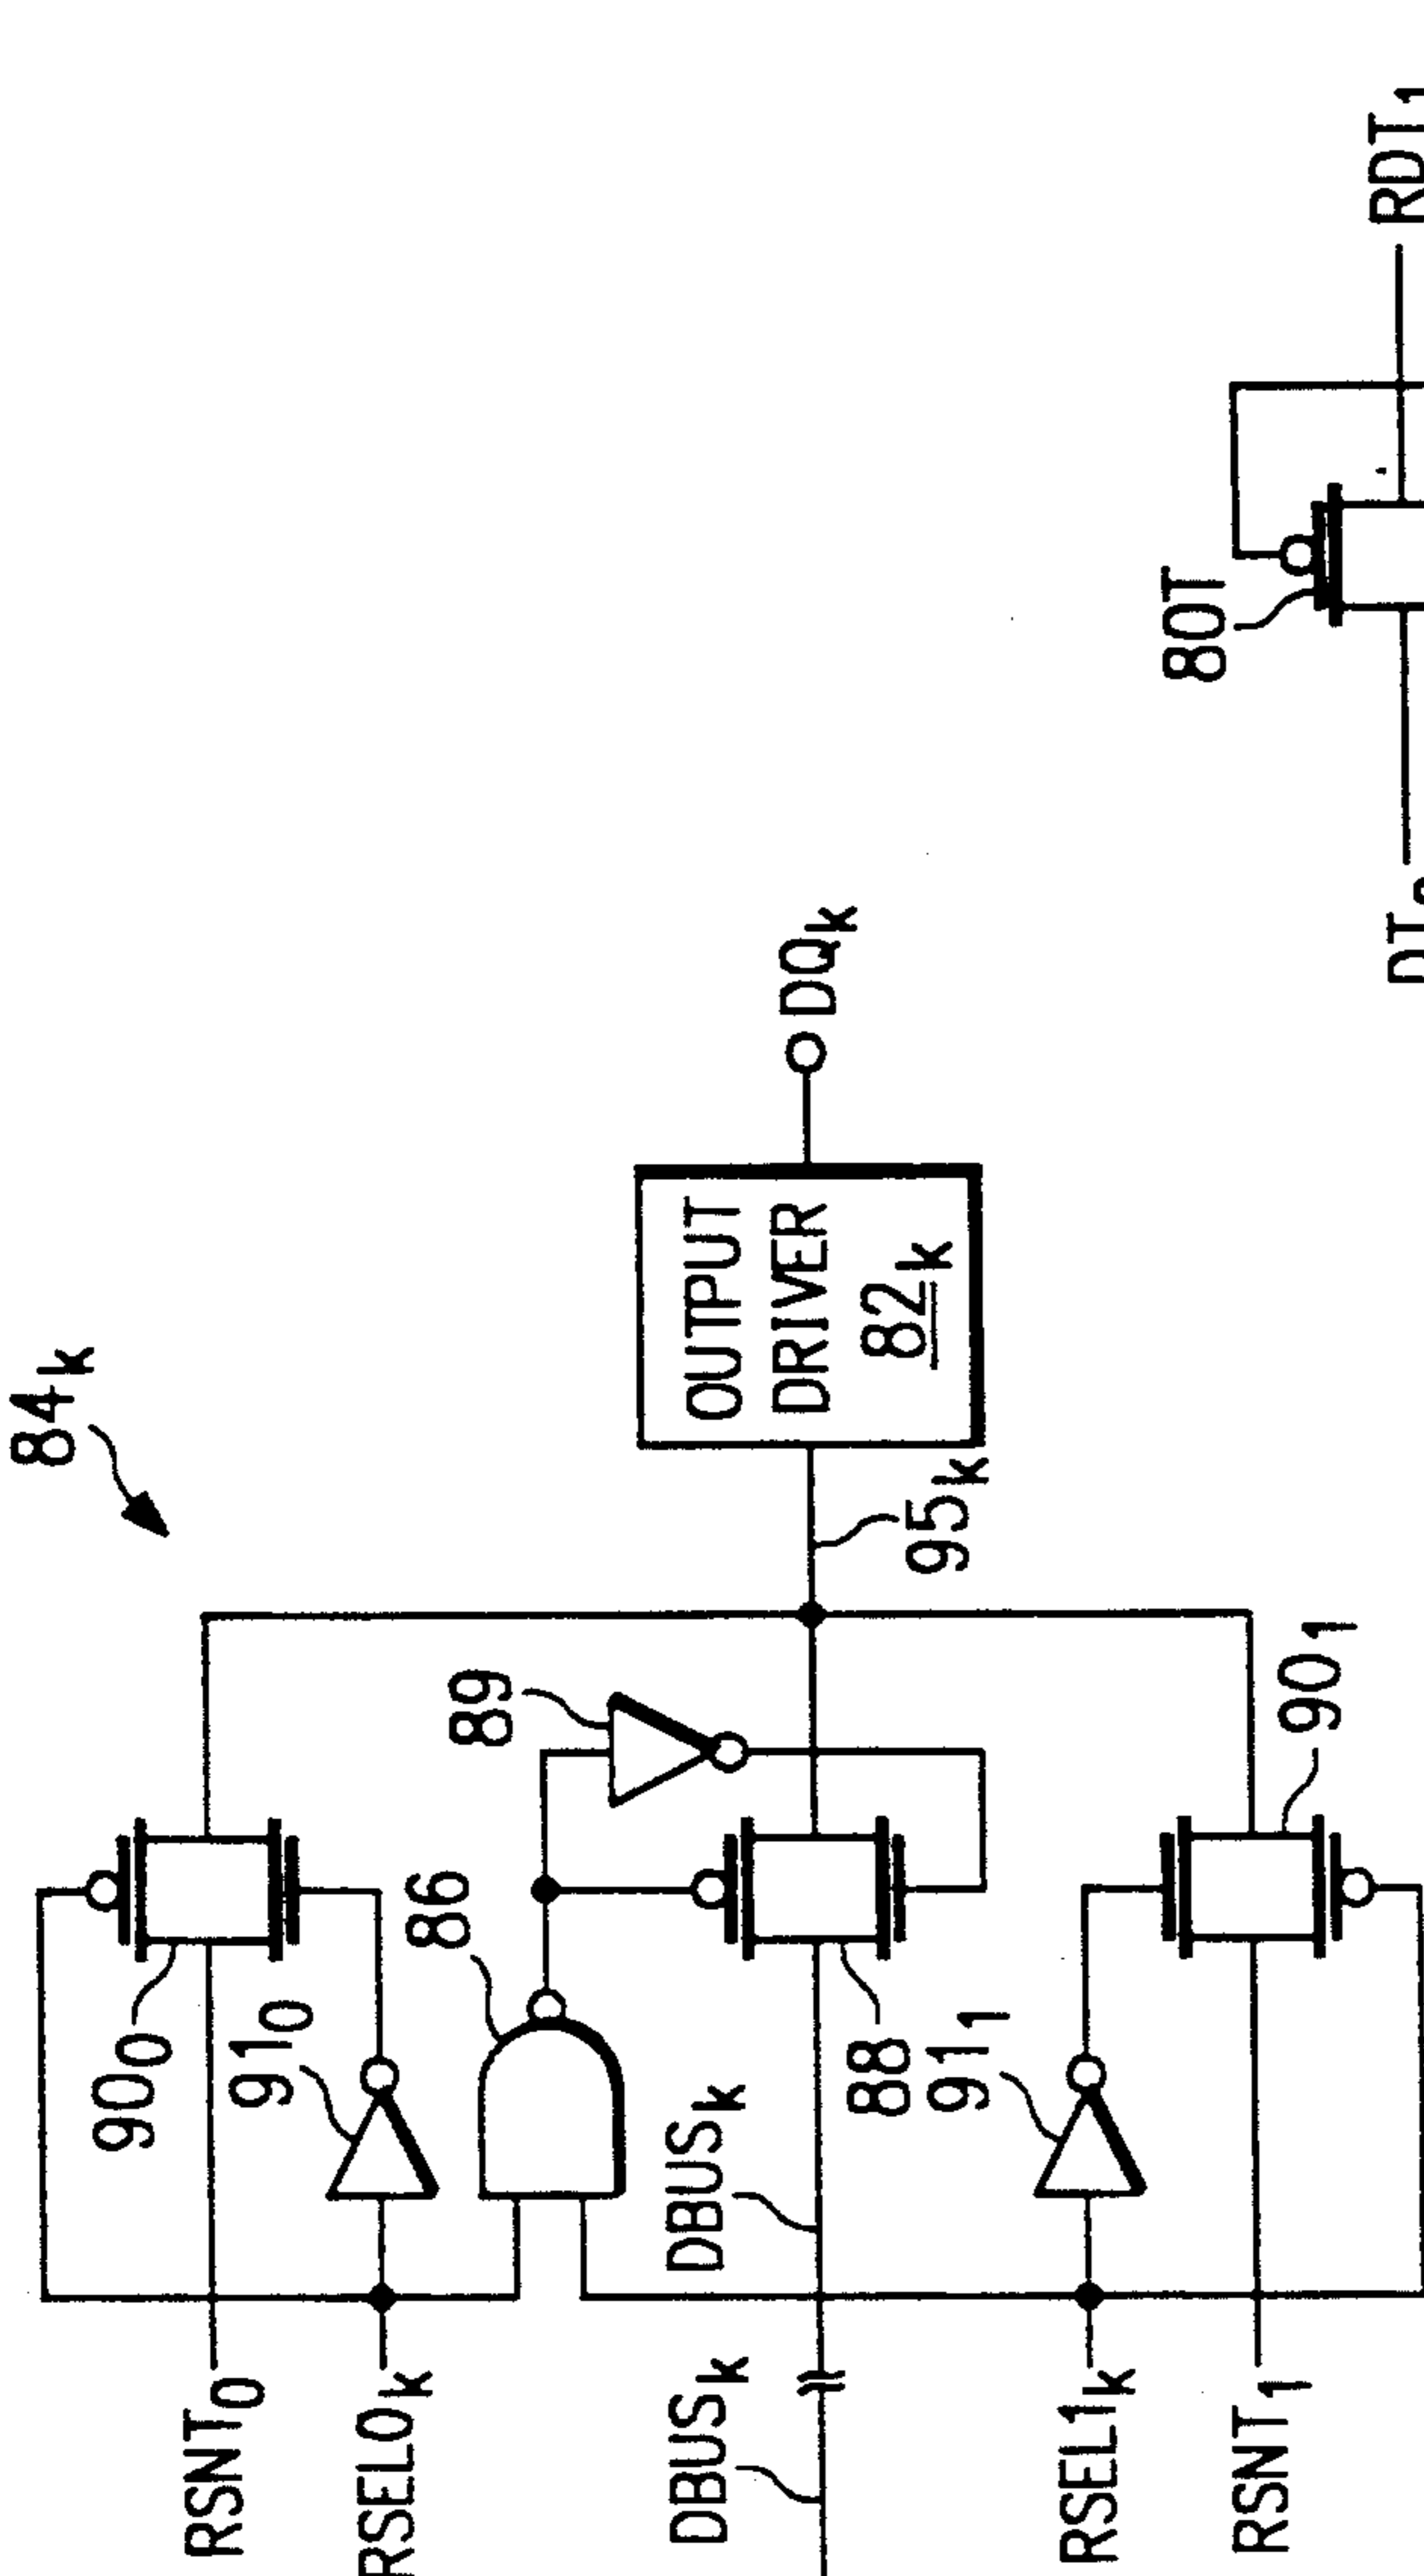 84k
RSNT0
RSEL0k
900
910
86
89
DBUSk
DBUSk
88
OUTPUT
DRIVER
82k
DQk
95k
911
RSEL1k
RSNT1
901
80T
RDT1